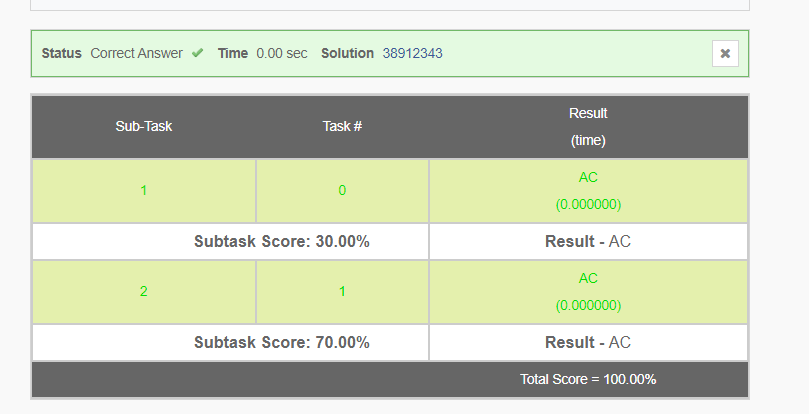 Status Correct Answer ✔ Time 0.00 sec Solution 38912343 ✖
Sub-Task Task # Result
(time)
1 0 AC
(0.000000)
Subtask Score: 30.00% Result - AC
2 1 AC
(0.000000)
Subtask Score: 70.00% Result - AC
Total Score = 100.00%